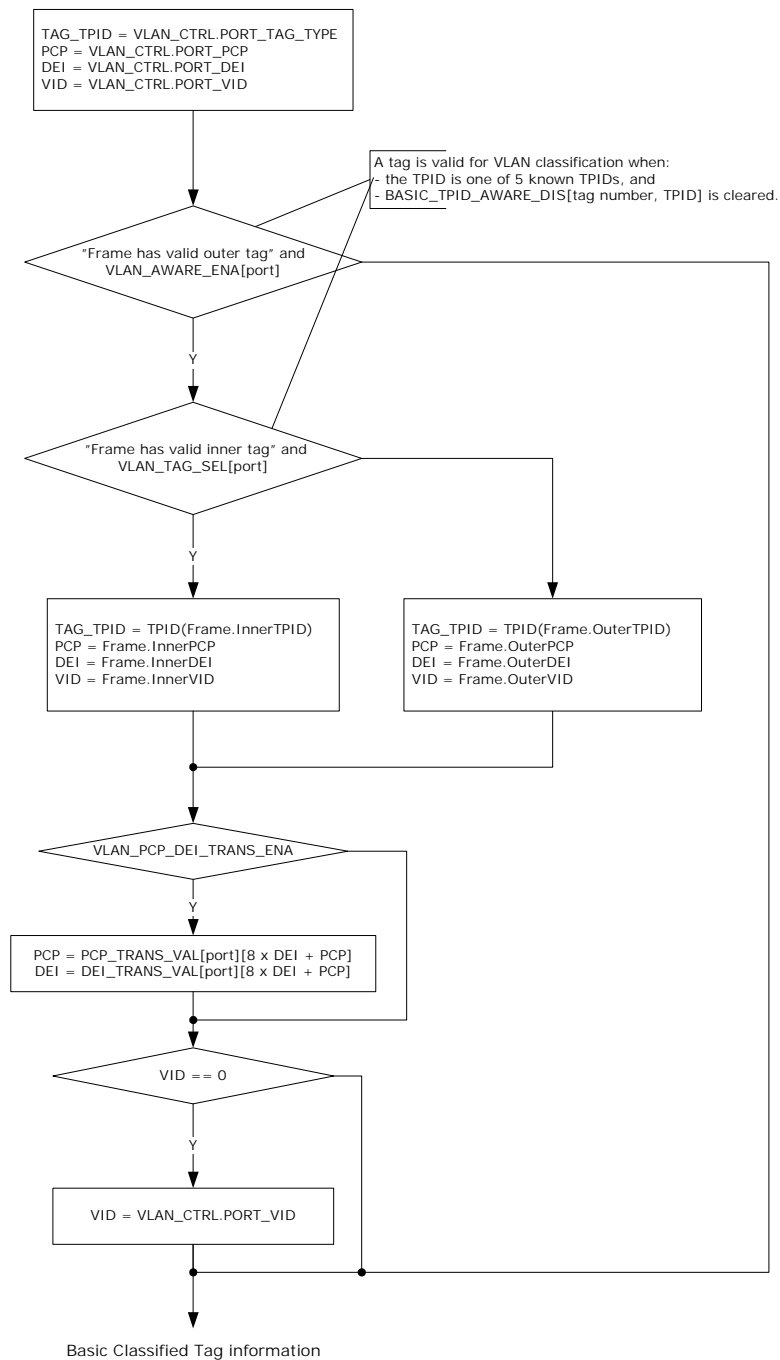 TAG_TPID = VLAN_CTRL.PORT_TAG_TYPE
PCP = VLAN_CTRL.PORT_PCP
DEI = VLAN_CTRL.PORT_DEI
VID = VLAN_CTRL.PORT_VID
A tag is valid for VLAN classification when:
- the TPID is one of 5 known TPIDs, and
- BASIC_TPID_AWARE_DIS[tag number, TPID] is cleared.
"Frame has valid outer tag" and
VLAN_AWARE_ENA[port]
Y
"Frame has valid inner tag" and
VLAN_TAG_SEL[port]
Y
TAG_TPID = TPID(Frame.InnerTPID)
PCP = Frame.InnerPCP
DEI = Frame.InnerDEI
VID = Frame.InnerVID
TAG_TPID = TPID(Frame.OuterTPID)
PCP = Frame.OuterPCP
DEI = Frame.OuterDEI
VID = Frame.OuterVID
VLAN_PCP_DEI_TRANS_ENA
Y
PCP = PCP_TRANS_VAL[port][8 x DEI + PCP]
DEI = DEI_TRANS_VAL[port][8 x DEI + PCP]
VID == 0
Y
VID = VLAN_CTRL.PORT_VID
Basic Classified Tag information